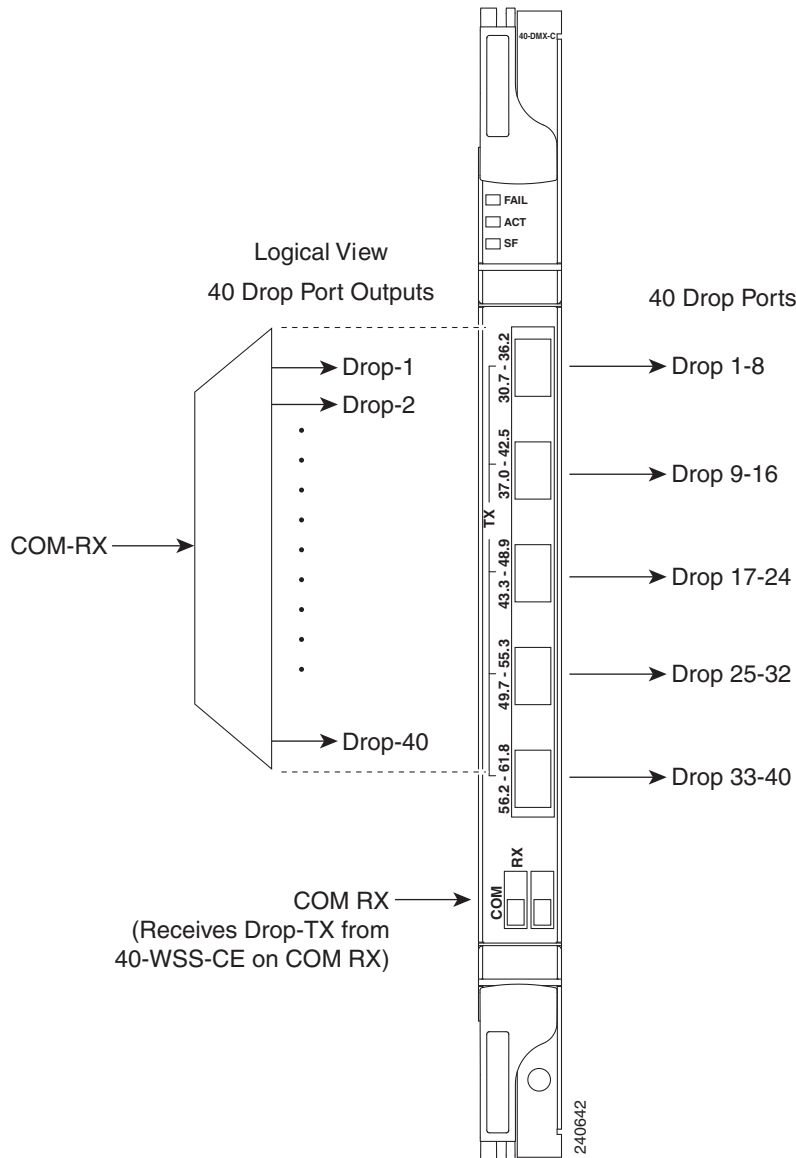 40-DMX-C
FAIL
ACT
SF
Logical View
40 Drop Port Outputs
40 Drop Ports
Drop-1
Drop-2
Drop-40
COM-RX
30.7 - 36.2
37.0 - 42.5
TX
43.3 - 48.9
49.7 - 55.3
56.2 - 61.8
Drop 1-8
Drop 9-16
Drop 17-24
Drop 25-32
Drop 33-40
RX
COM
COM RX
(Receives Drop-TX from
40-WSS-CE on COM RX)
240642